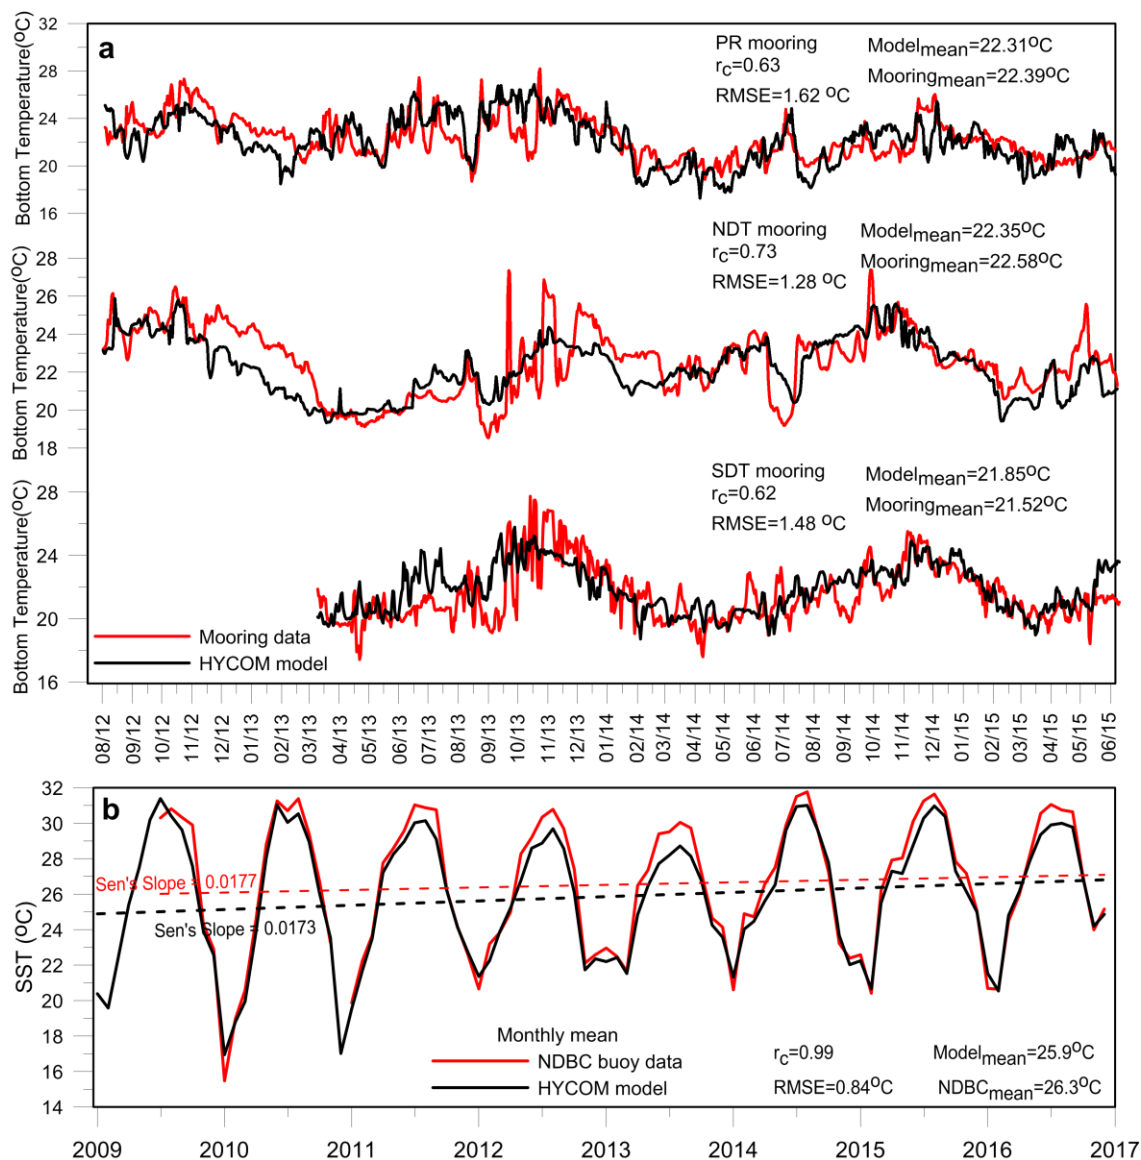 a
Bottom Temperature(ºC)
32
28
24
20
16
PR mooring
rc=0.63
RMSE=1.62 ºC
Modelmean=22.31ºC
Mooringmean=22.39ºC
Bottom Temperature(ºC)
28
26
24
22
20
18
NDT mooring
rc=0.73
RMSE=1.28 ºC
Modelmean=22.35ºC
Mooringmean=22.58ºC
Bottom Temperature(ºC)
28
24
20
16
SDT mooring
rc=0.62
RMSE=1.48 ºC
Modelmean=21.85ºC
Mooringmean=21.52ºC
Mooring data
HYCOM model
08/12
09/12
10/12
12/12
01/13
02/13
03/13
04/13
05/13
06/13
07/13
08/13
09/13
10/13
11/13
12/13
01/14
02/14
03/14
04/14
05/14
06/14
07/14
08/14
09/14
10/14
11/14
12/14
01/15
02/15
03/15
04/15
05/15
06/15
b
SST (ºC)
32
30
28
26
24
22
20
18
16
14
Sen's Slope = 0.0177
Sen's Slope = 0.0173
Monthly mean
NDBC buoy data
HYCOM model
rc=0.99
RMSE=0.84ºC
Modelmean=25.9ºC
NDBCmean=26.3ºC
2009
2010
2011
2012
2013
2014
2015
2016
2017